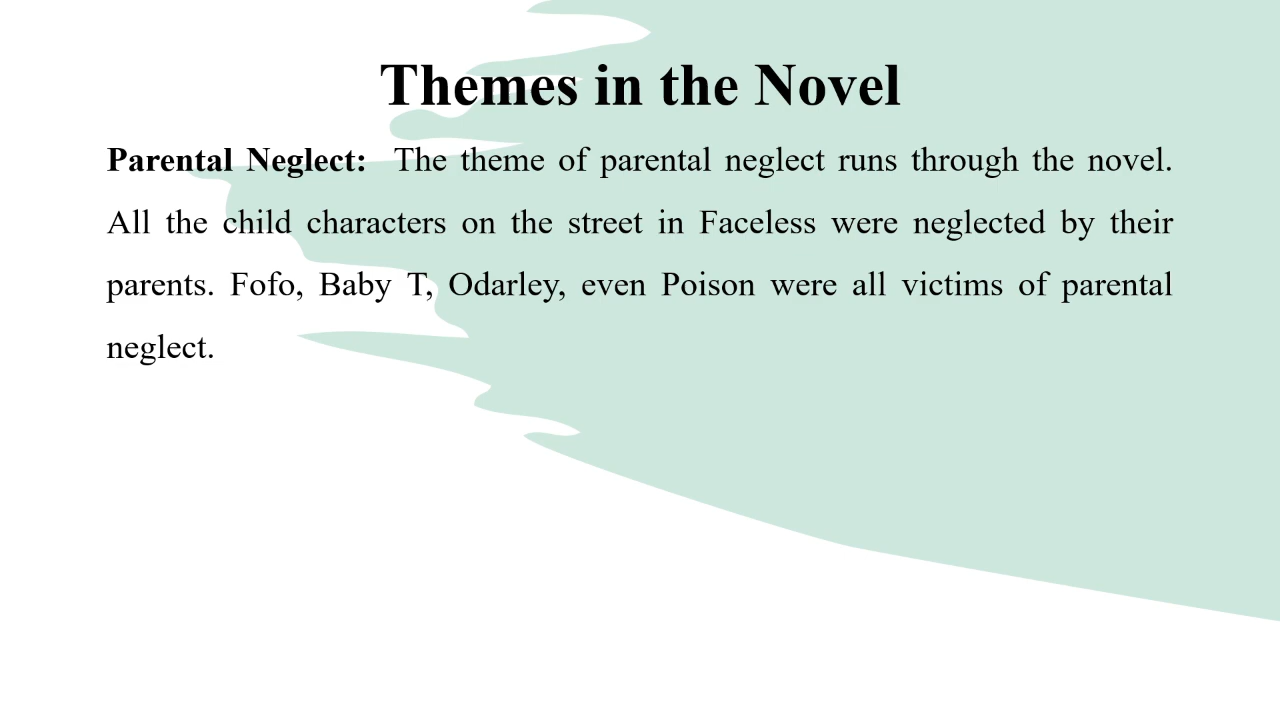 Themes in the Novel
Parental Neglect: The theme of parental neglect runs through the novel.
All the child characters on the street in Faceless were neglected by their
parents. Fofo, Baby T, Odarley, even Poison were all victims of parental
neglect.